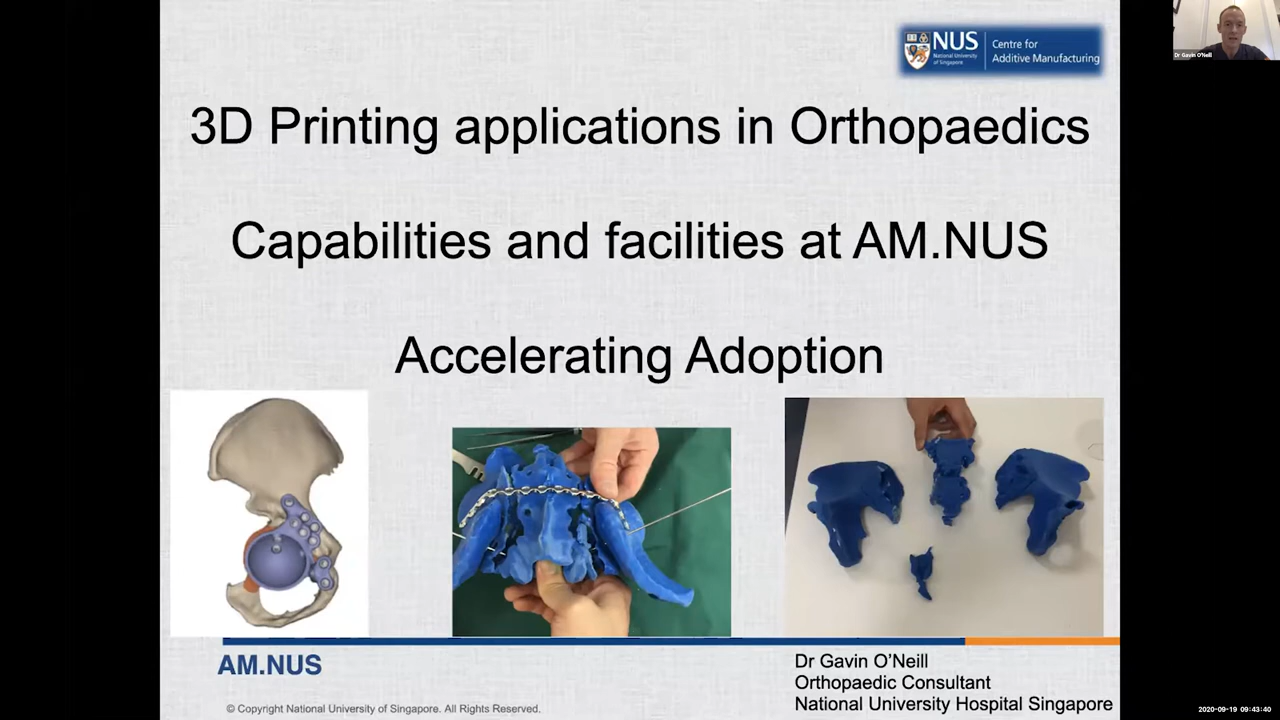 NUS
National University
of Singapore
Centre for
Additive Manufacturing
Dr Gavin O'Neill
3D Printing applications in Orthopaedics
Capabilities and facilities at AM.NUS
Accelerating Adoption
AM.NUS
© Copyright National University of Singapore. All Rights Reserved.
Dr Gavin O'Neill
Orthopaedic Consultant
National University Hospital Singapore
2020-09-19 09:43:40